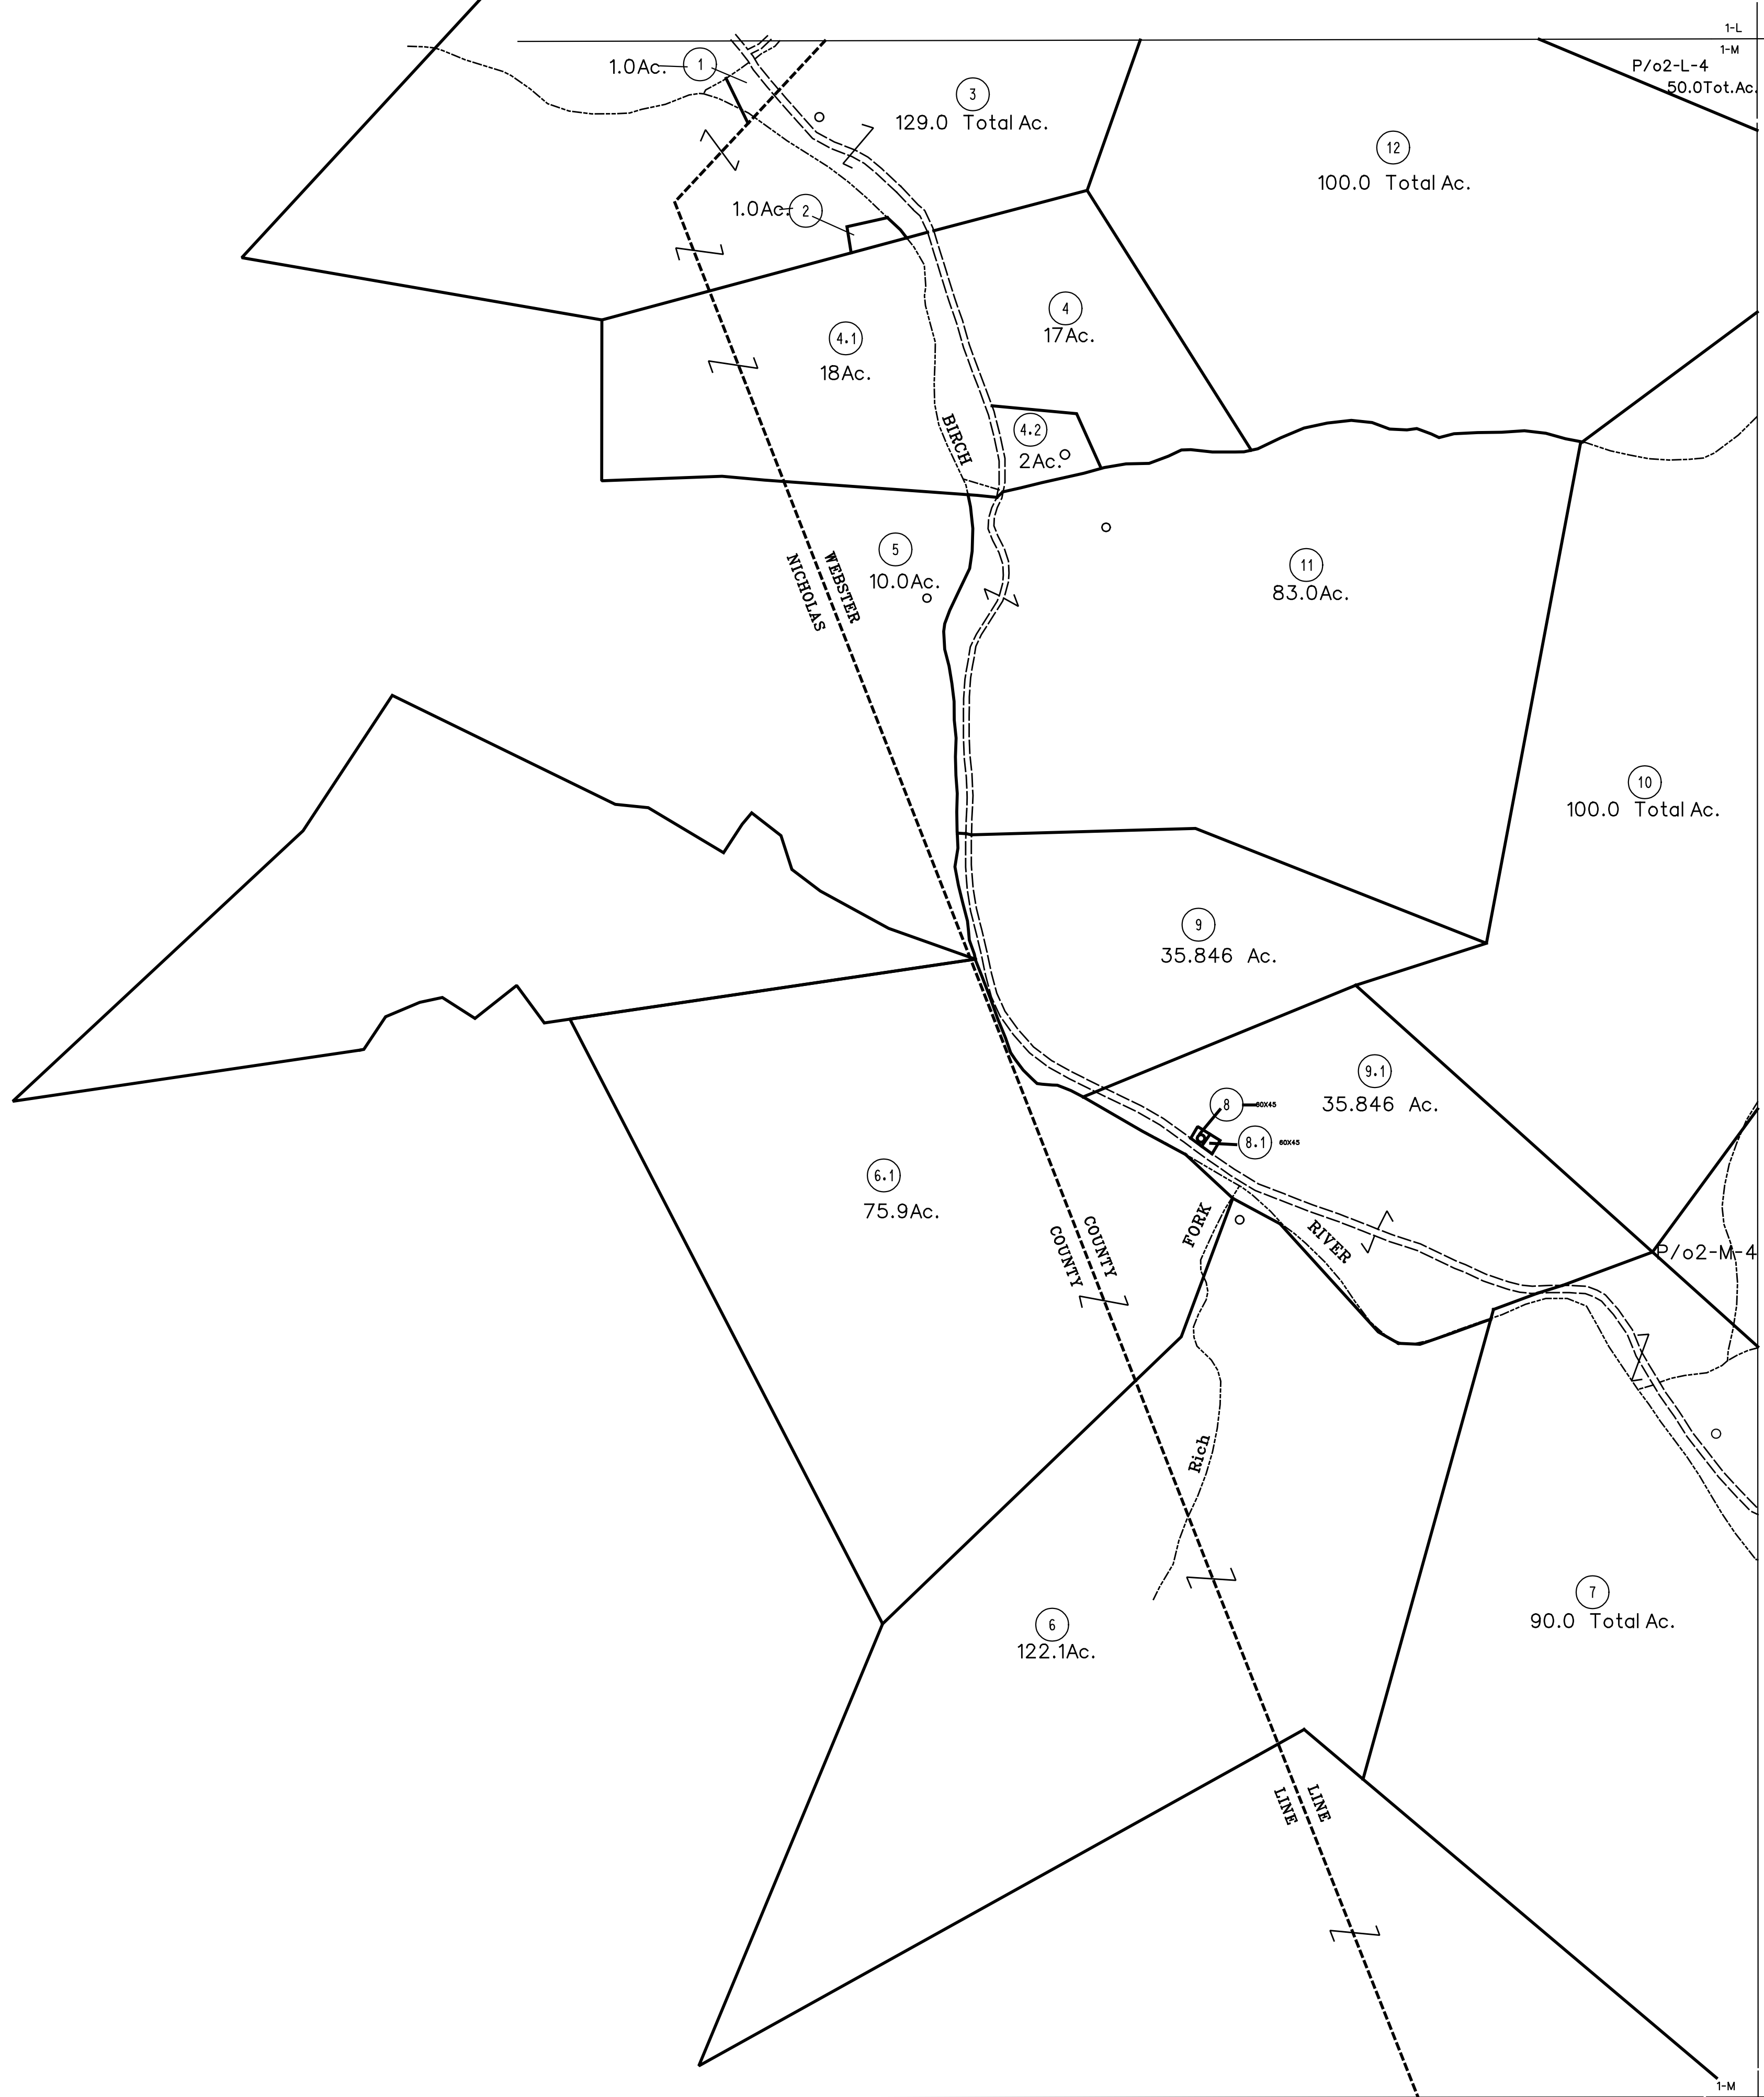 1-L
1-M
P/o2-L-4
50.0Tot.Ac.
1.0Ac.
1
3
129.0 Total Ac.
12
100.0 Total Ac.
1.0Ac.
2
4
17Ac.
4.1
18Ac.
4.2
2Ac.
BIRCH
5
10.0Ac.
WEBSTER
NICHOLAS
11
83.0Ac.
10
100.0 Total Ac.
9
35.846 Ac.
9.1
35.846 Ac.
8
60X45
8.1
60X45
6.1
75.9Ac.
FORK
RIVER
COUNTY
COUNTY
P/o2-M-4
Rich
7
90.0 Total Ac.
6
122.1Ac.
LINE
LINE
1-M